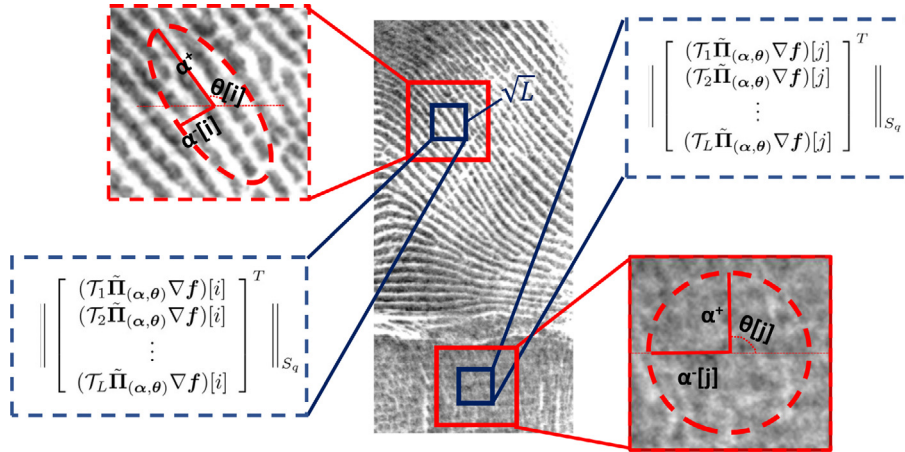 α⁺
θ[i]
α⁻[i]
√L
‖ [ (𝒯₁Π̃₍α,θ₎∇f)[j]
(𝒯₂Π̃₍α,θ₎∇f)[j]
⋮
(𝒯_LΠ̃₍α,θ₎∇f)[j] ]ᵀ ‖_{S_q}
‖ [ (𝒯₁Π̃₍α,θ₎∇f)[i]
(𝒯₂Π̃₍α,θ₎∇f)[i]
⋮
(𝒯_LΠ̃₍α,θ₎∇f)[i] ]ᵀ ‖_{S_q}
α⁺
θ[j]
α⁻[j]